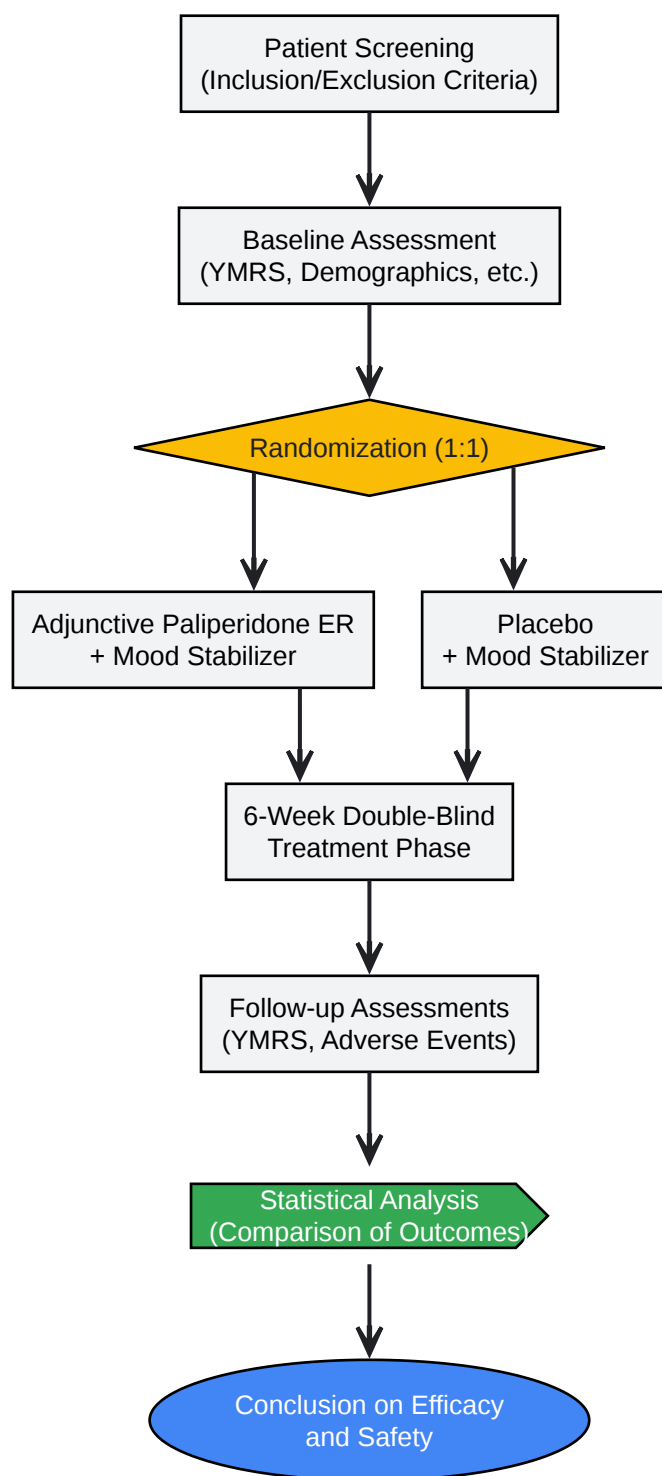 Patient Screening
(Inclusion/Exclusion Criteria)
Baseline Assessment
(YMRS, Demographics, etc.)
Randomization (1:1)
Adjunctive Paliperidone ER
+ Mood Stabilizer
Placebo
+ Mood Stabilizer
6-Week Double-Blind
Treatment Phase
Follow-up Assessments
(YMRS, Adverse Events)
Statistical Analysis
(Comparison of Outcomes)
Conclusion on Efficacy
and Safety